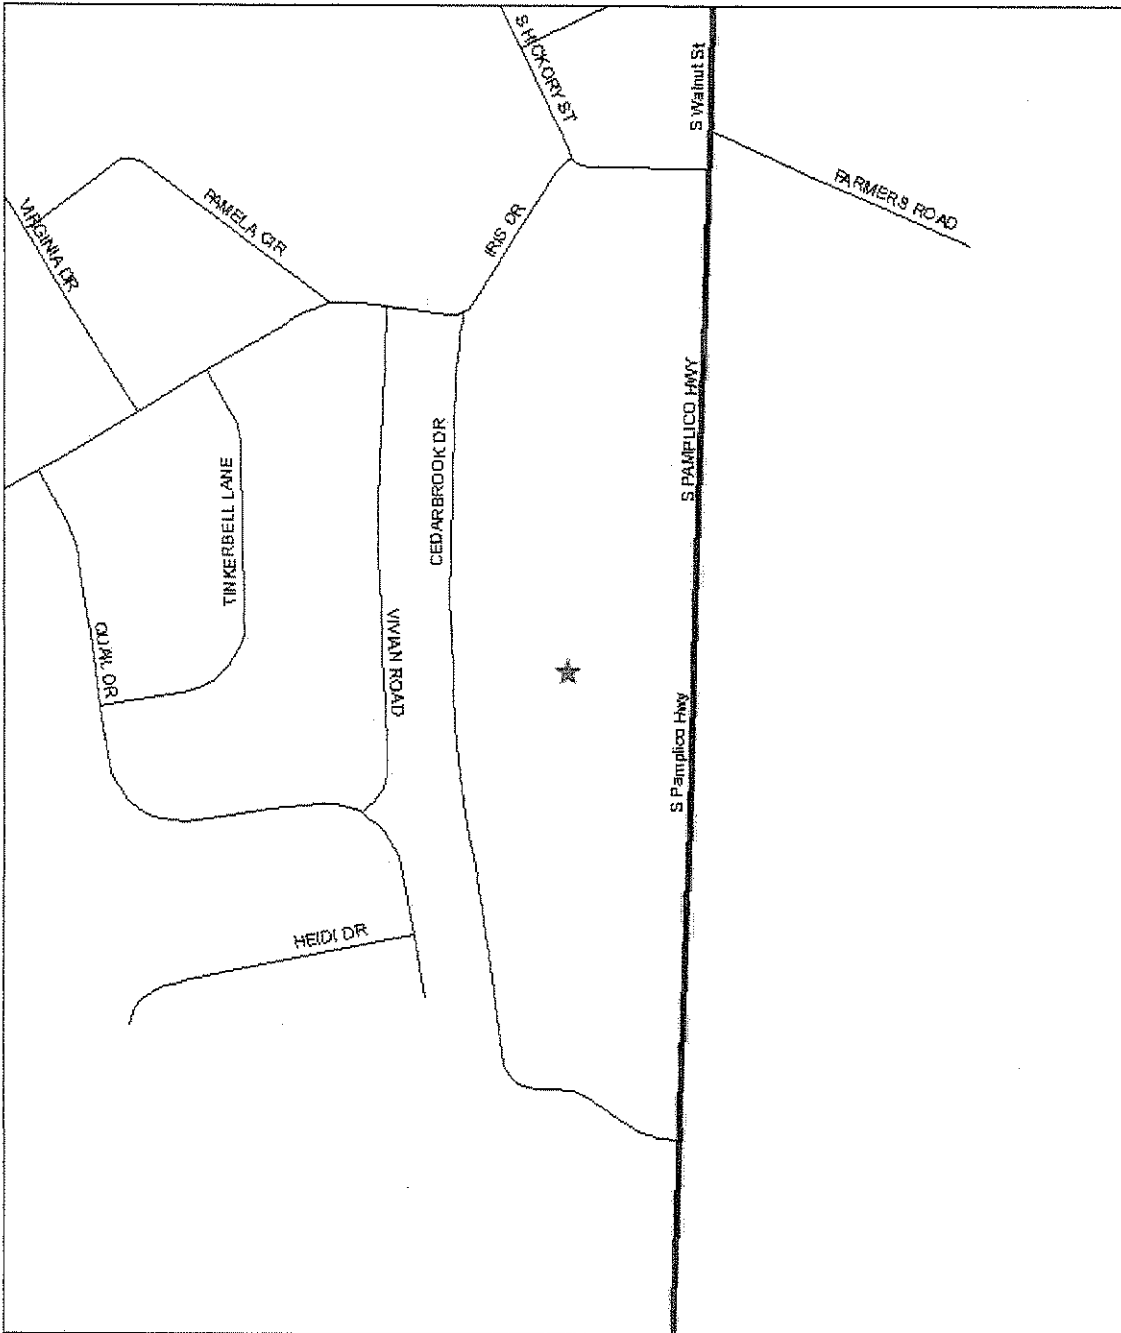 S HICKORY ST
S Walnut St
FARMERS ROAD
VIRGINIA DR
PAMELA CIR
IRIS DR
S PAMPLICO HWY
CEDARBROOK DR
TINKERBELL LANE
QUAIL DR
VIVIAN ROAD
S Pamplico Hwy
HEIDI DR